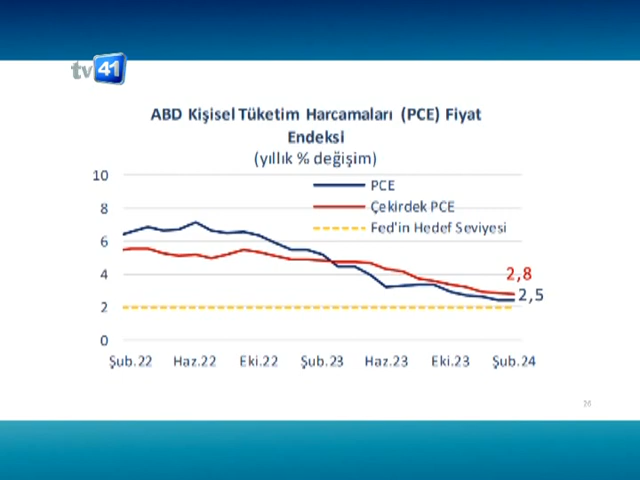 tv41
ABD Kişisel Tüketim Harcamaları (PCE) Fiyat
Endeksi
(yıllık % değişim)
10
8
6
4
2
0
PCE
Çekirdek PCE
Fed'in Hedef Seviyesi
2,8
2,5
Şub.22 Haz.22 Eki.22 Şub.23 Haz.23 Eki.23 Şub.24
26